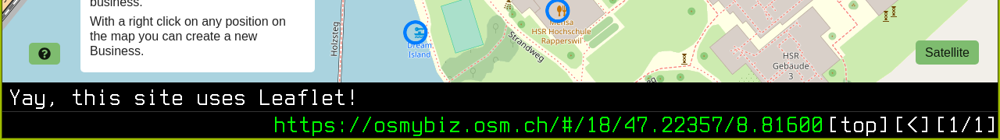 business.
With a right click on any position on
the map you can create a new
Business.
?
Holzsteg
Dream
Island
Strandweg
Mensa
HSR Hochschule
Rapperswil
HSR
Gebäude
3
Satellite
Yay, this site uses Leaflet!
https://osmybiz.osm.ch/#/18/47.22357/8.81600[top][<][1/1]